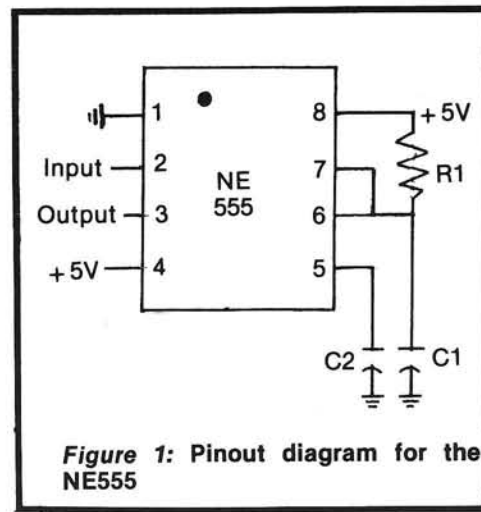 1
8
+5V
Input
2
7
R1
NE
555
Output
3
6
+5V
4
5
C2
C1
Figure 1: Pinout diagram for the
NE555